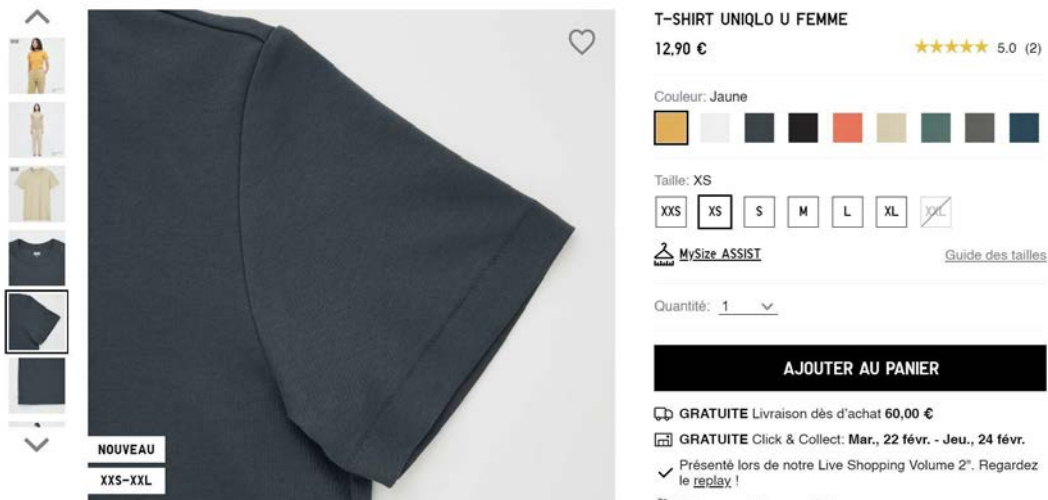 T-SHIRT UNIQLO U FEMME
12,90 €
5.0 (2)
Couleur: Jaune
Taille: XS
XXS XS S M L XL XXL
MySize ASSIST
Guide des tailles
Quantité: 1
AJOUTER AU PANIER
GRATUITE Livraison dès d'achat 60,00 €
GRATUITE Click & Collect: Mar., 22 févr. - Jeu., 24 févr.
Présenté lors de notre Live Shopping Volume 2". Regardez
le replay !
NOUVEAU
XXS-XXL